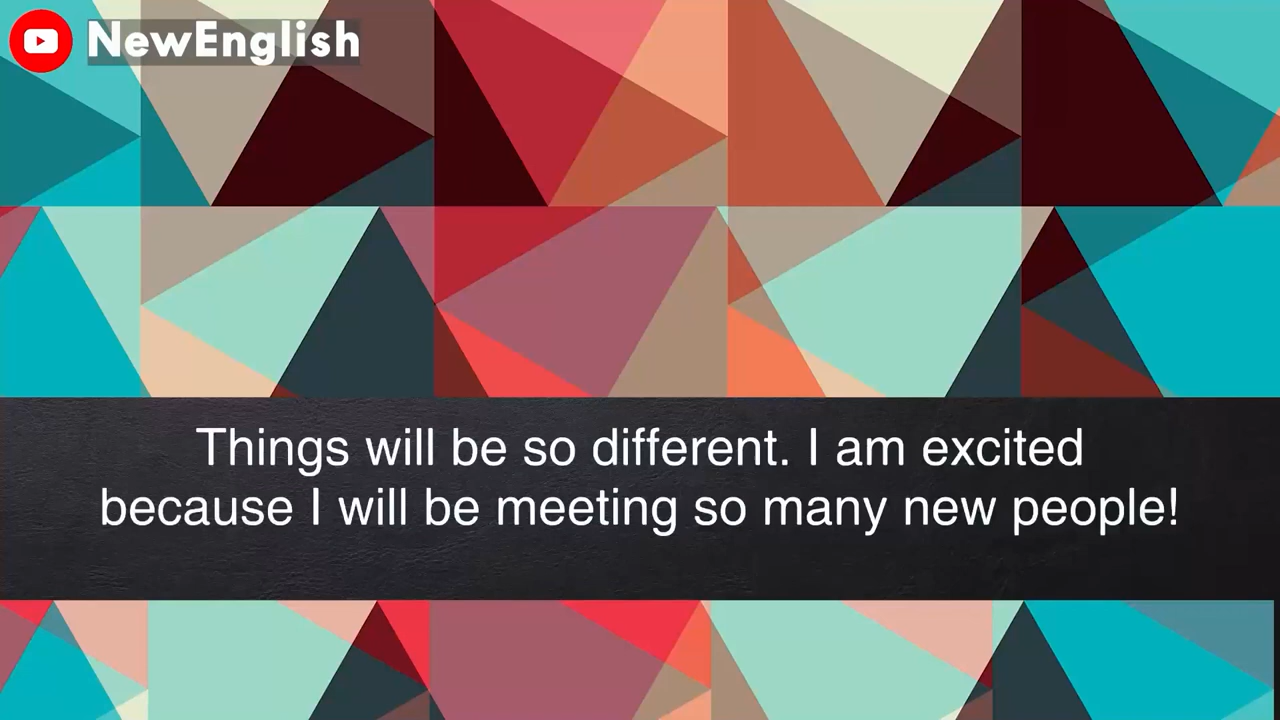 NewEnglish
Things will be so different. I am excited
because I will be meeting so many new people!